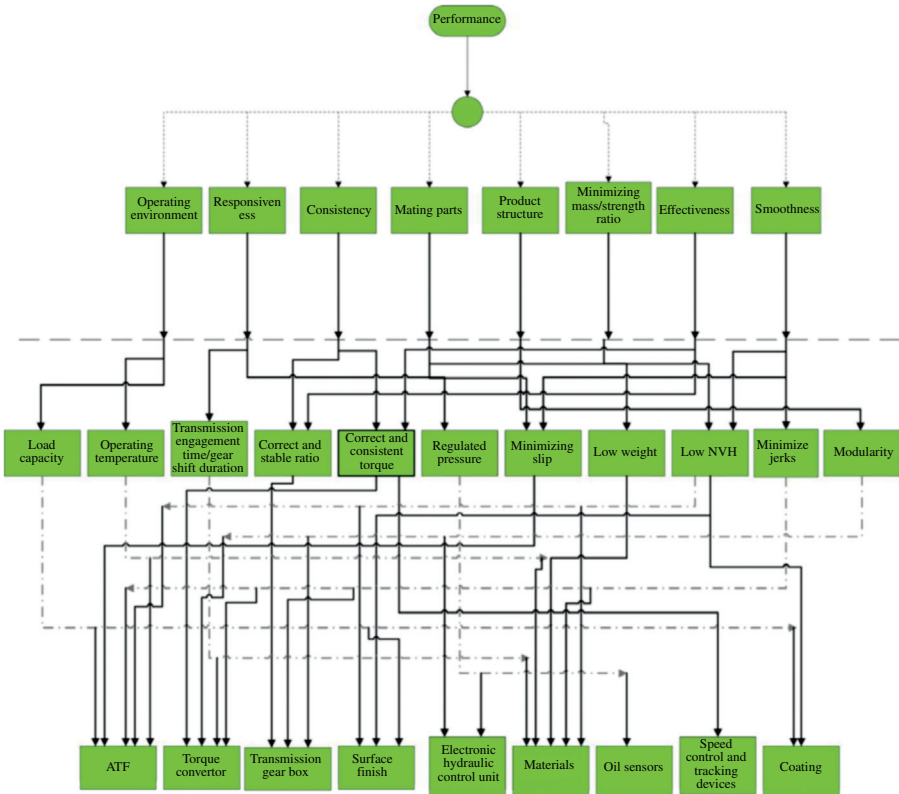 Performance
Operating
environment
Responsiven
ess
Consistency
Mating parts
Product
structure
Minimizing
mass/strength
ratio
Effectiveness
Smoothness
Load
capacity
Operating
temperature
Transmission
engagement
time/gear
shift duration
Correct and
stable ratio
Correct and
consistent
torque
Regulated
pressure
Minimizing
slip
Low weight
Low NVH
Minimize
jerks
Modularity
ATF
Torque
convertor
Transmission
gear box
Surface
finish
Electronic
hydraulic
control unit
Materials
Oil sensors
Speed
control and
tracking
devices
Coating